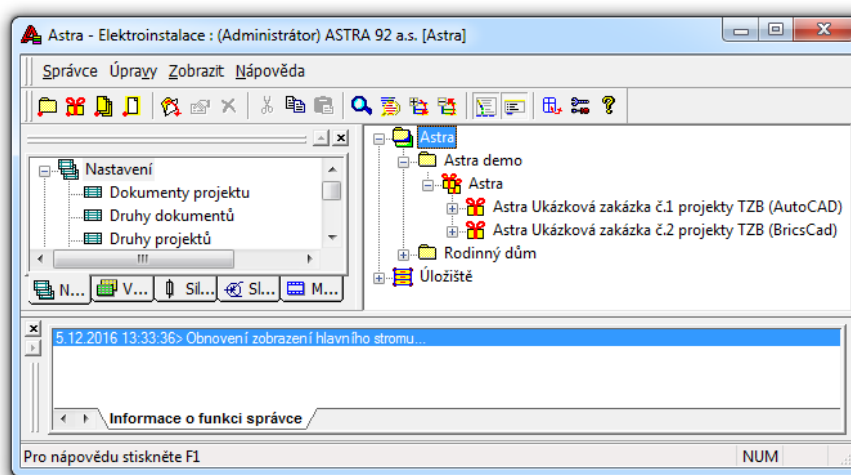 Astra - Elektroinstalace : (Administrátor) ASTRA 92 a.s. [Astra]
Správce Úpravy Zobrazit Nápověda
Nastavení
Dokumenty projektu
Druhy dokumentů
Druhy projektů
N... V... Sil... Sl... M...
Astra
Astra demo
Astra
Astra Ukázková zakázka č.1 projekty TZB (AutoCAD)
Astra Ukázková zakázka č.2 projekty TZB (BricsCad)
Rodinný dům
Úložiště
5.12.2016 13:33:36> Obnovení zobrazení hlavního stromu...
Informace o funkci správce
Pro nápovědu stiskněte F1
NUM